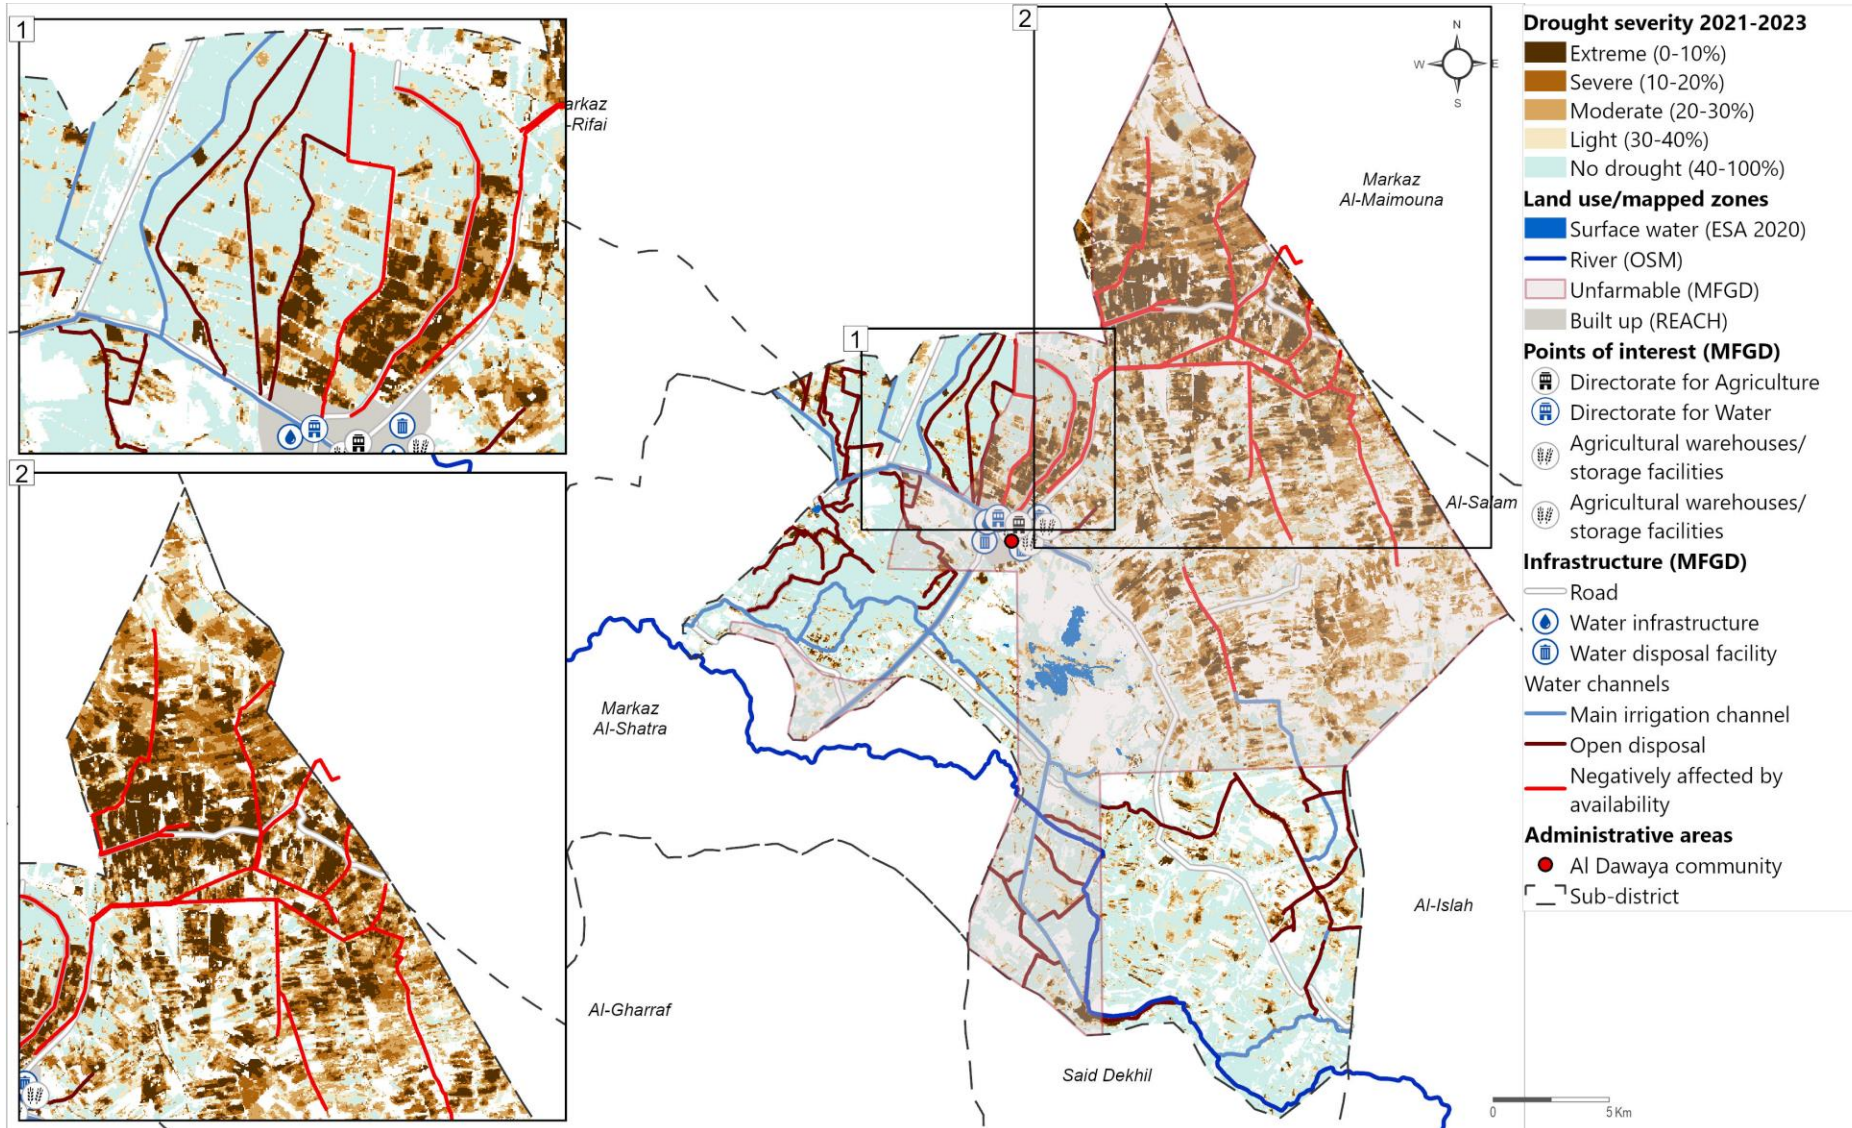 1
arkaz
-Rifai
2
1
2
N
W
E
S
Markaz
Al-Maimouna
Al-Salam
Markaz
Al-Shatra
Al-Gharraf
Al-Islah
Said Dekhil
0
5 Km
Drought severity 2021-2023
Extreme (0-10%)
Severe (10-20%)
Moderate (20-30%)
Light (30-40%)
No drought (40-100%)
Land use/mapped zones
Surface water (ESA 2020)
River (OSM)
Unfarmable (MFGD)
Built up (REACH)
Points of interest (MFGD)
Directorate for Agriculture
Directorate for Water
Agricultural warehouses/
storage facilities
Agricultural warehouses/
storage facilities
Infrastructure (MFGD)
Road
Water infrastructure
Water disposal facility
Water channels
Main irrigation channel
Open disposal
Negatively affected by
availability
Administrative areas
Al Dawaya community
Sub-district